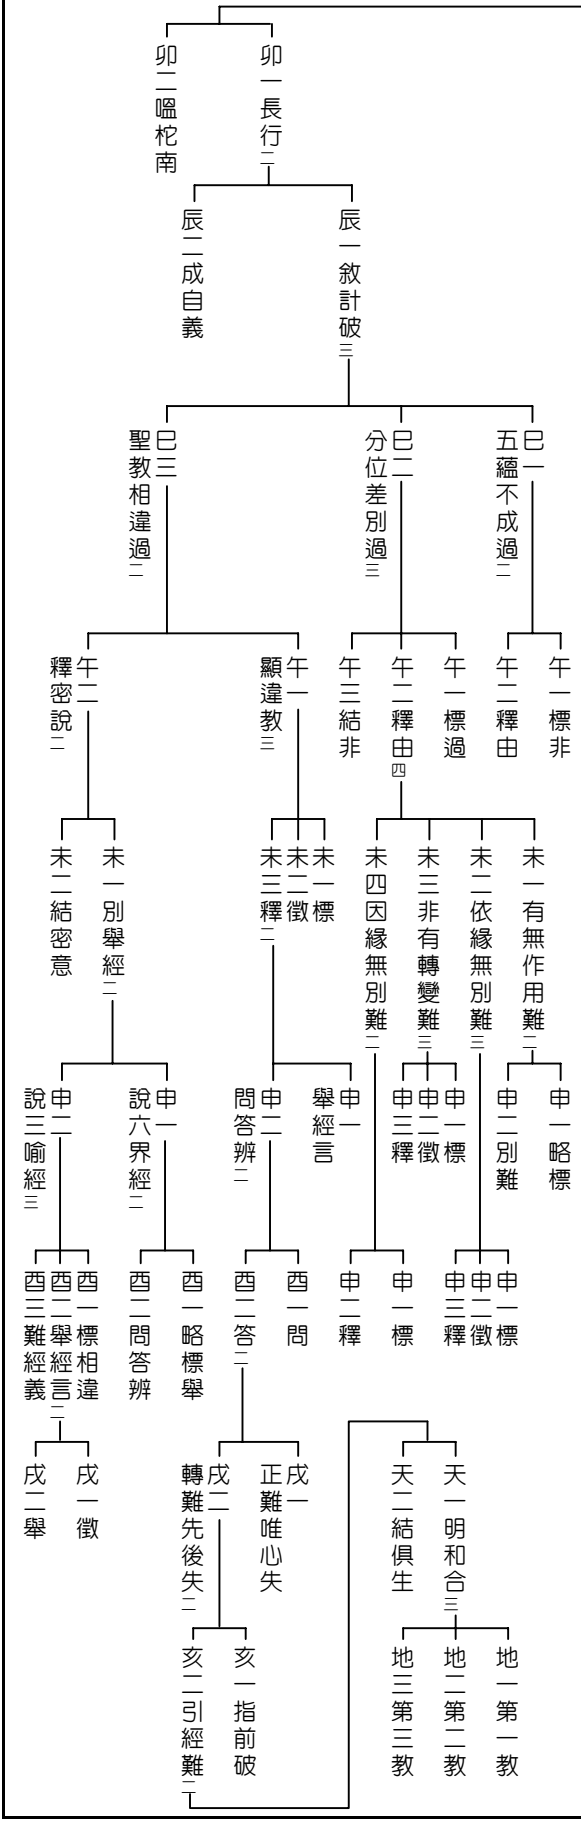 卯一長行二
卯二嗢柁南
辰一敘計破三
辰二成自義
巳一
五蘊不成過二
巳二
分位差別過三
巳三
聖教相違過二
午一標非
午二釋由
午一標過
午二釋由四
午三結非
午一
顯違教三
午二
釋密說二
未一有無作用難二
未二依緣無別難三
未三非有轉變難三
未四因緣無別難二
未一標
未二徵
未三釋二
未一別舉經二
未二結密意
申一略標
申二別難
申一標
申二徵
申三釋
申一標
申二徵
申三釋
申一標
申二釋
申一
舉經言
申二
問答辨二
申一
說六界經二
申二
說三喻經三
酉一問
酉二答二
酉一略標舉
酉二問答辨
酉一標相違
酉二舉經言二
酉三難經義
戌一
正難唯心失
戌二
轉難先後失二
戌一徵
戌二舉
亥一指前破
亥二引經難二
天一明和合三
天二結俱生
地一第一教
地二第二教
地三第三教